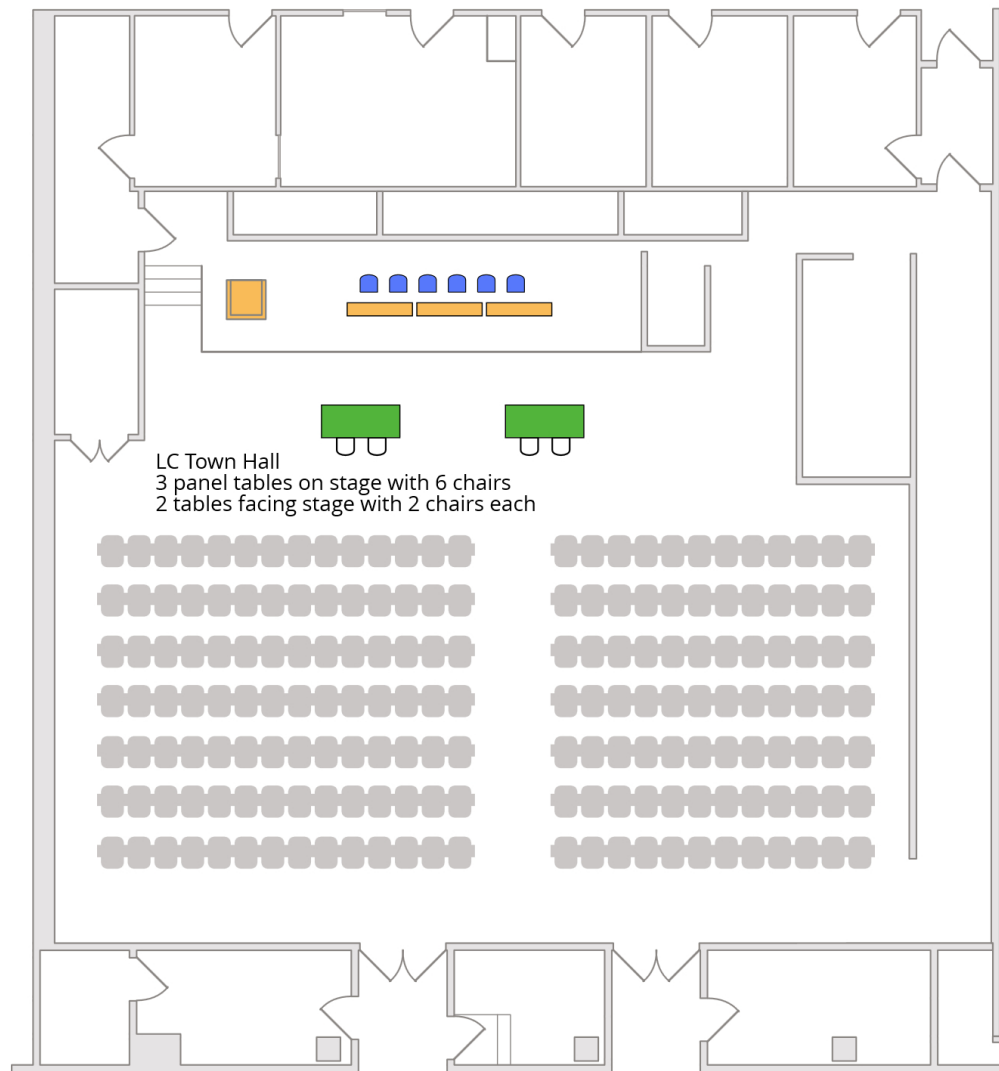 LC Town Hall
3 panel tables on stage with 6 chairs
2 tables facing stage with 2 chairs each